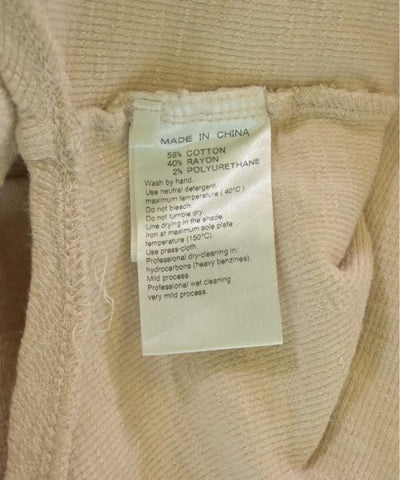 MADE IN CHINA
58% COTTON
40% RAYON
2% POLYURETHANE
Wash by hand.
Use neutral detergent.
maximum temperature ( 40°C )
Do not bleach.
Do not tumble dry.
Line drying in the shade.
Iron at maximum sole plate
temperature (150°C).
Use press-cloth.
Professional dry-cleaning in:
hydrocarbons (heavy benzines).
Mild process.
Professional wet cleaning
very mild process.